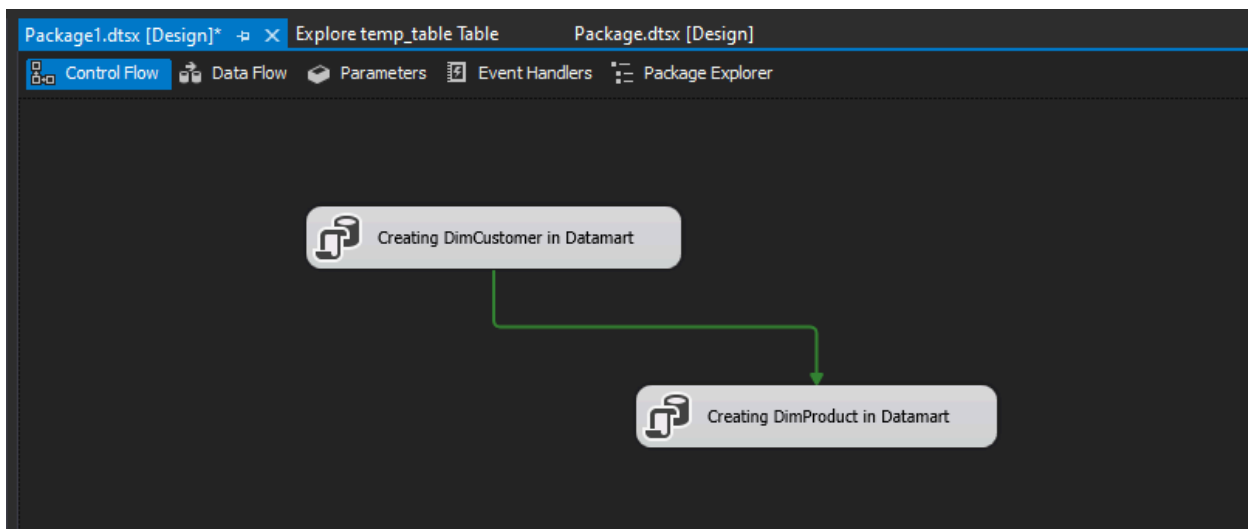 Package1.dtsx [Design]* Explore temp_table Table Package.dtsx [Design]
Control Flow Data Flow Parameters Event Handlers Package Explorer
Creating DimCustomer in Datamart
Creating DimProduct in Datamart